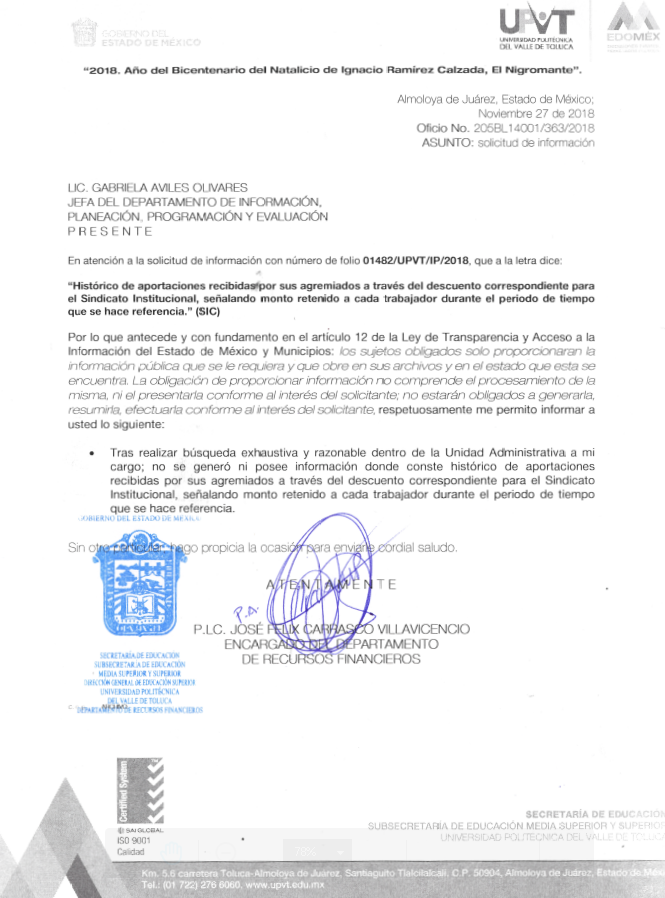 GOBIERNO DEL
ESTADO DE MÉXICO
UPVT
UNIVERSIDAD POLITÉCNICA
DEL VALLE DE TOLUCA
EDOMÉX
“2018. Año del Bicentenario del Natalicio de Ignacio Ramírez Calzada, El Nigromante”.
Almoloya de Juárez, Estado de México;
Noviembre 27 de 2018
Oficio No. 205BL14001/363/2018
ASUNTO: solicitud de información
LIC. GABRIELA AVILES OLIVARES
JEFA DEL DEPARTAMENTO DE INFORMACIÓN,
PLANEACIÓN, PROGRAMACIÓN Y EVALUACIÓN
P R E S E N T E
En atención a la solicitud de información con número de folio 01482/UPVT/IP/2018, que a la letra dice:
“Histórico de aportaciones recibidas por sus agremiados a través del descuento correspondiente para
el Sindicato Institucional, señalando monto retenido a cada trabajador durante el periodo de tiempo
que se hace referencia.” (SIC)
Por lo que antecede y con fundamento en el artículo 12 de la Ley de Transparencia y Acceso a la
Información del Estado de México y Municipios: los sujetos obligados solo proporcionaran la
información pública que se le requiera y que obre en sus archivos y en el estado que esta se
encuentra. La obligación de proporcionar información no comprende el procesamiento de la
misma, ni el presentarla conforme al interés del solicitante; no estarán obligados a generarla,
resumirla, efectuarla conforme al interés del solicitante, respetuosamente me permito informar a
usted lo siguiente:
• Tras realizar búsqueda exhaustiva y razonable dentro de la Unidad Administrativa a mi
cargo; no se generó ni posee información donde conste histórico de aportaciones
recibidas por sus agremiados a través del descuento correspondiente para el Sindicato
Institucional, señalando monto retenido a cada trabajador durante el periodo de tiempo
que se hace referencia.
GOBIERNO DEL ESTADO DE MÉXICO
Sin otro particular, hago propicia la ocasión para enviarle cordial saludo.
A T E N T A M E N T E
P.A.
P.LC. JOSÉ FÉLIX CARRASCO VILLAVICENCIO
ENCARGADO DEL DEPARTAMENTO
DE RECURSOS FINANCIEROS
SECRETARÍA DE EDUCACIÓN
SUBSECRETARÍA DE EDUCACIÓN
MEDIA SUPERIOR Y SUPERIOR
DIRECCIÓN GENERAL DE EDUCACIÓN SUPERIOR
UNIVERSIDAD POLITÉCNICA
DEL VALLE DE TOLUCA
DEPARTAMENTO DE RECURSOS FINANCIEROS
ARCHIVO
Certified System
© SAI GLOBAL
ISO 9001
Calidad
SECRETARÍA DE EDUCACIÓN
SUBSECRETARÍA DE EDUCACIÓN MEDIA SUPERIOR Y SUPERIOR
UNIVERSIDAD POLITÉCNICA DEL VALLE DE TOLUCA
Km. 5.6 carretera Toluca-Almoloya de Juárez, Santiaguito Tlalcilalcali, C.P. 50904, Almoloya de Juárez, Estado de México
Tel.: (01 722) 276 6060, www.upvt.edu.mx